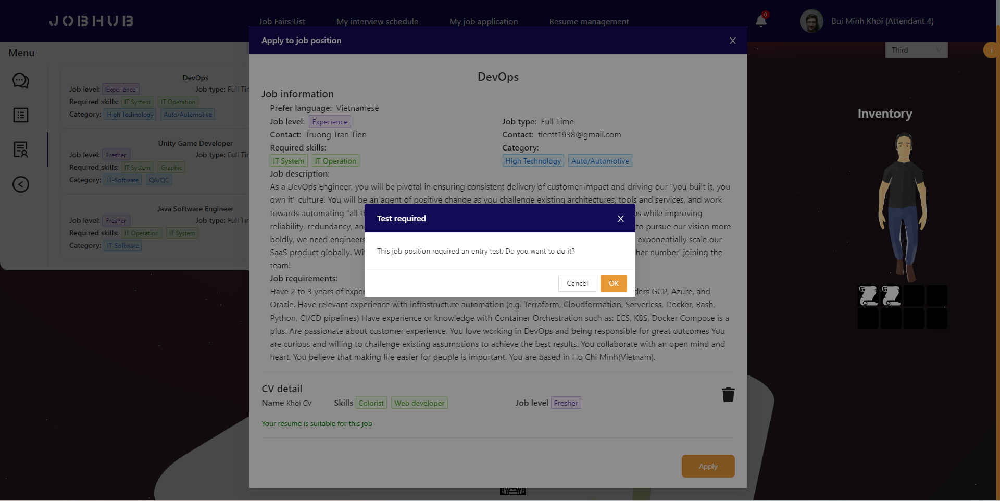 JOBHUB
Job Fairs List
My interview schedule
My job application
Resume management
0
Bui Minh Khoi (Attendant 4)
Menu
DevOps
Job level: Experience
Job type: Full Tir
Required skills: IT System IT Operation
Category: High Technology Auto/Automotive
Unity Game Developer
Job level: Fresher
Job type: Full Tir
Required skills: IT System Graphic
Category: IT-Software QA/QC
Java Software Engineer
Job level: Fresher
Job type: Full Tir
Required skills: IT Operation IT System
Category: IT-Software
Apply to job position X
DevOps
Job information
Prefer language: Vietnamese
Job level: Experience
Job type: Full Time
Contact: Truong Tran Tien
Contact: tientt1938@gmail.com
Required skills:
Category:
IT System IT Operation
High Technology Auto/Automotive
Job description:
As a DevOps Engineer, you will be pivotal in ensuring consistent delivery of customer impact and driving our “you built it, you
own it” culture. You will be an agent of positive change as you challenge existing architectures, tools and services, and work
towards automating “all th while improving
reliability, redundancy, an to pursue our vision more
boldly, we need engineers exponentially scale our
SaaS product globally. Wi her number’ joining the
team!
Job requirements:
Have 2 to 3 years of exper ders GCP, Azure, and
Oracle. Have relevant experience with infrastructure automation (e.g. Terraform, Cloudformation, Serverless, Docker, Bash,
Python, CI/CD pipelines) Have experience or knowledge with Container Orchestration such as: ECS, K8S, Docker Compose is a
plus. Are passionate about customer experience. You love working in DevOps and being responsible for great outcomes You
are curious and willing to challenge existing assumptions to achieve the best results. You collaborate with an open mind and
heart. You believe that making life easier for people is important. You are based in Ho Chi Minh(Vietnam).
Test required X
This job position required an entry test. Do you want to do it?
Cancel OK
CV detail
Name Khoi CV
Skills Colorist Web developer
Job level Fresher
Your resume is suitable for this job
Apply
Third
i
Inventory